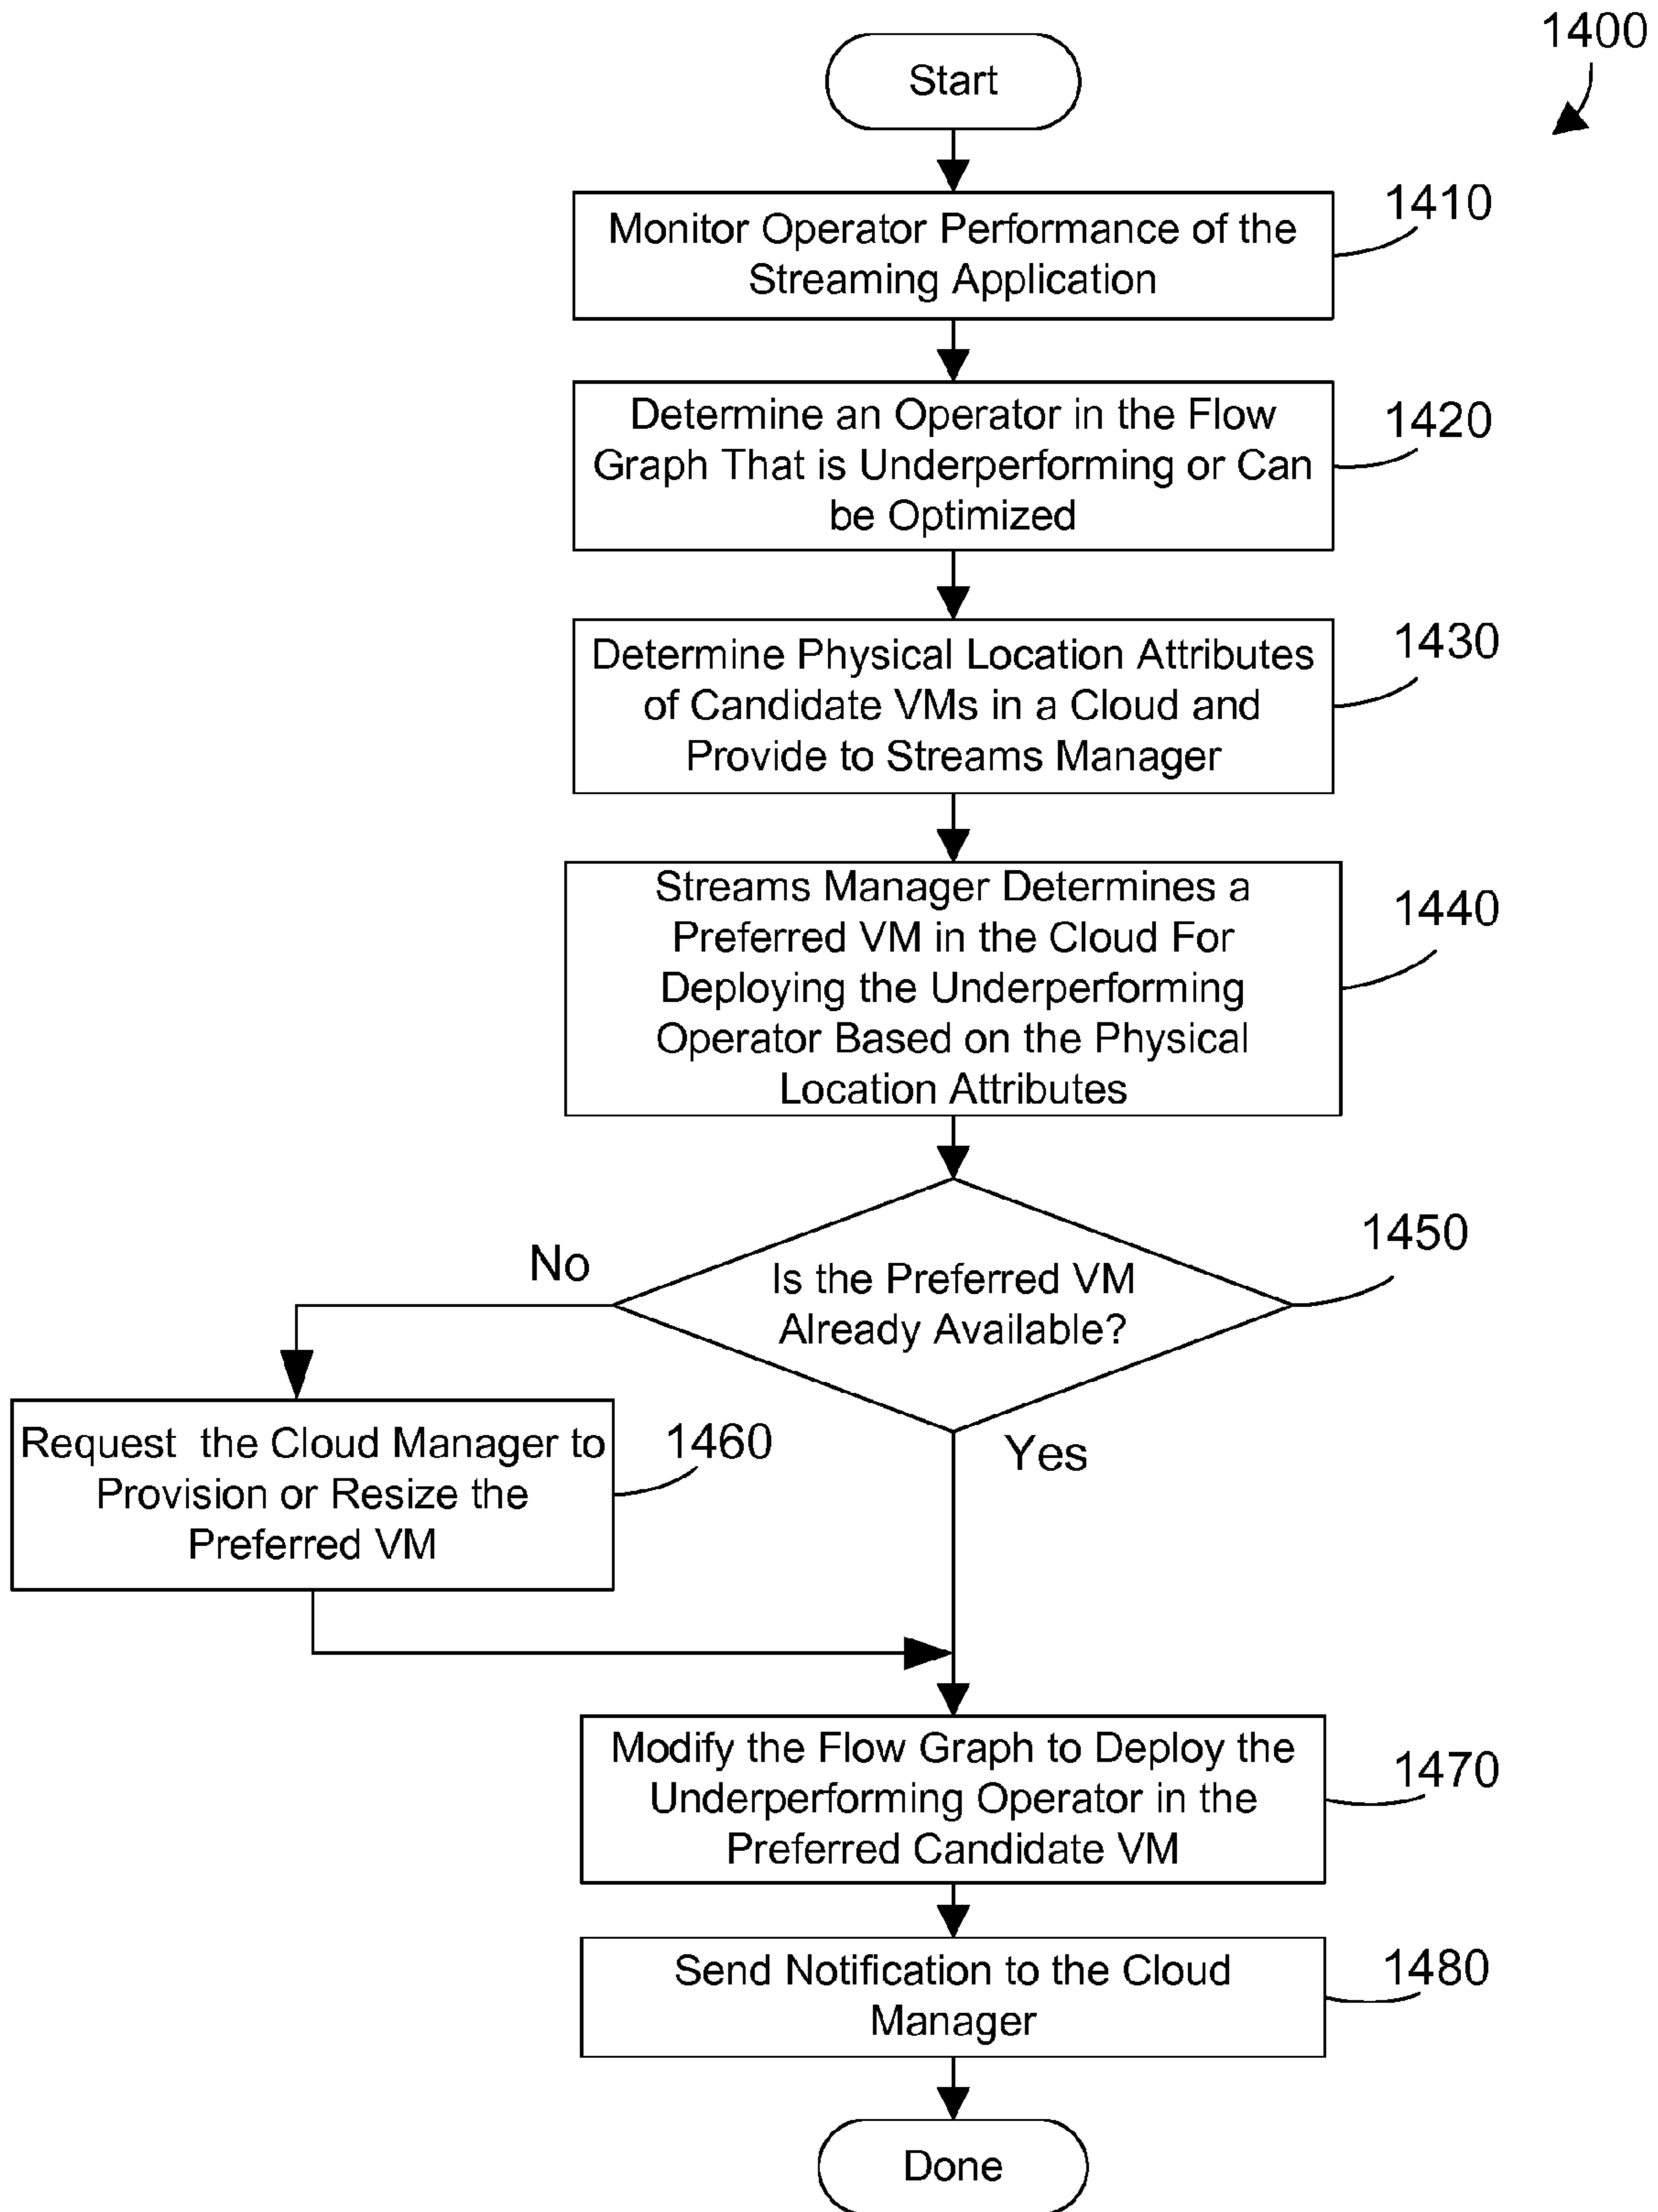 1400
Start
Monitor Operator Performance of the
Streaming Application
1410
Determine an Operator in the Flow
Graph That is Underperforming or Can
be Optimized
1420
Determine Physical Location Attributes
of Candidate VMs in a Cloud and
Provide to Streams Manager
1430
Streams Manager Determines a
Preferred VM in the Cloud For
Deploying the Underperforming
Operator Based on the Physical
Location Attributes
1440
Is the Preferred VM
Already Available?
1450
No
Yes
Request the Cloud Manager to
Provision or Resize the
Preferred VM
1460
Modify the Flow Graph to Deploy the
Underperforming Operator in the
Preferred Candidate VM
1470
Send Notification to the Cloud
Manager
1480
Done